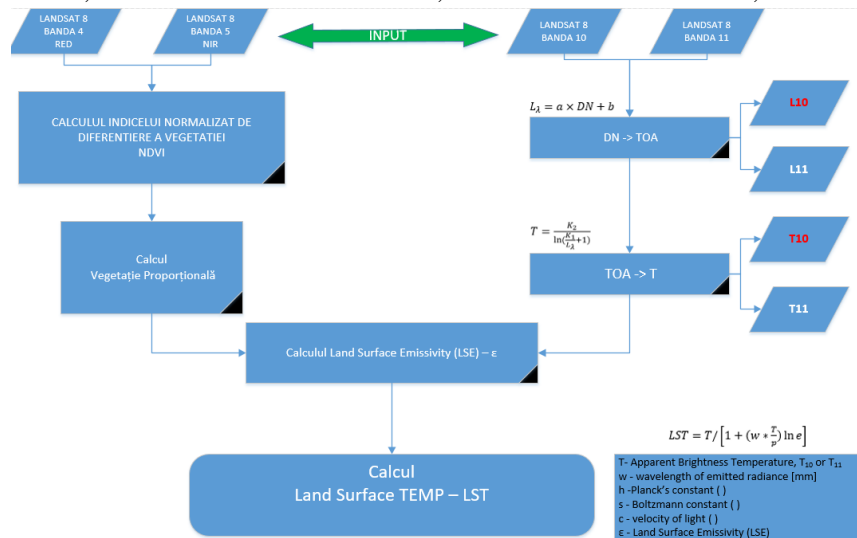 LANDSAT 8
BANDA 4
RED
LANDSAT 8
BANDA 5
NIR
INPUT
LANDSAT 8
BANDA 10
LANDSAT 8
BANDA 11
CALCULUL INDICELUI NORMALIZAT DE
DIFERENTIERE A VEGETATIEI
NDVI
L_λ = a × DN + b
DN -> TOA
L10
L11
Calcul
Vegetație Proporțională
T = K_2 / ln(K_1/L_λ + 1)
TOA -> T
T10
T11
Calculul Land Surface Emissivity (LSE) – ε
Calcul
Land Surface TEMP – LST
LST = T/[1 + (w * T/p) ln e]
T- Apparent Brightness Temperature, T₁₀ or T₁₁
w - wavelength of emitted radiance [mm]
h -Planck's constant ( )
s - Boltzmann constant ( )
c - velocity of light ( )
ε - Land Surface Emissivity (LSE)